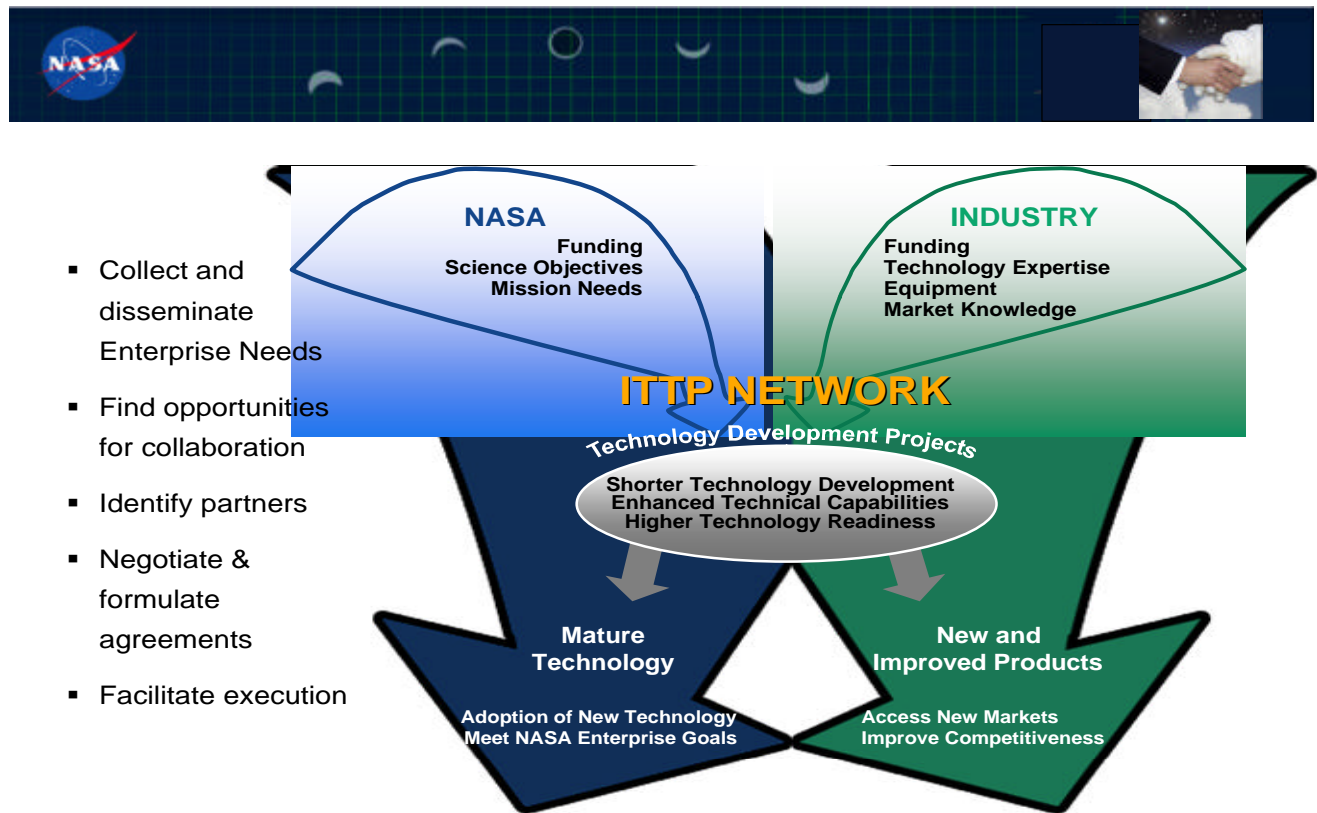 NASA
▪ Collect and
disseminate
Enterprise Needs
▪ Find opportunities
for collaboration
▪ Identify partners
▪ Negotiate &
formulate
agreements
▪ Facilitate execution
NASA
Funding
Science Objectives
Mission Needs
INDUSTRY
Funding
Technology Expertise
Equipment
Market Knowledge
ITTP NETWORK
Technology Development Projects
Shorter Technology Development
Enhanced Technical Capabilities
Higher Technology Readiness
Mature
Technology
Adoption of New Technology
Meet NASA Enterprise Goals
New and
Improved Products
Access New Markets
Improve Competitiveness